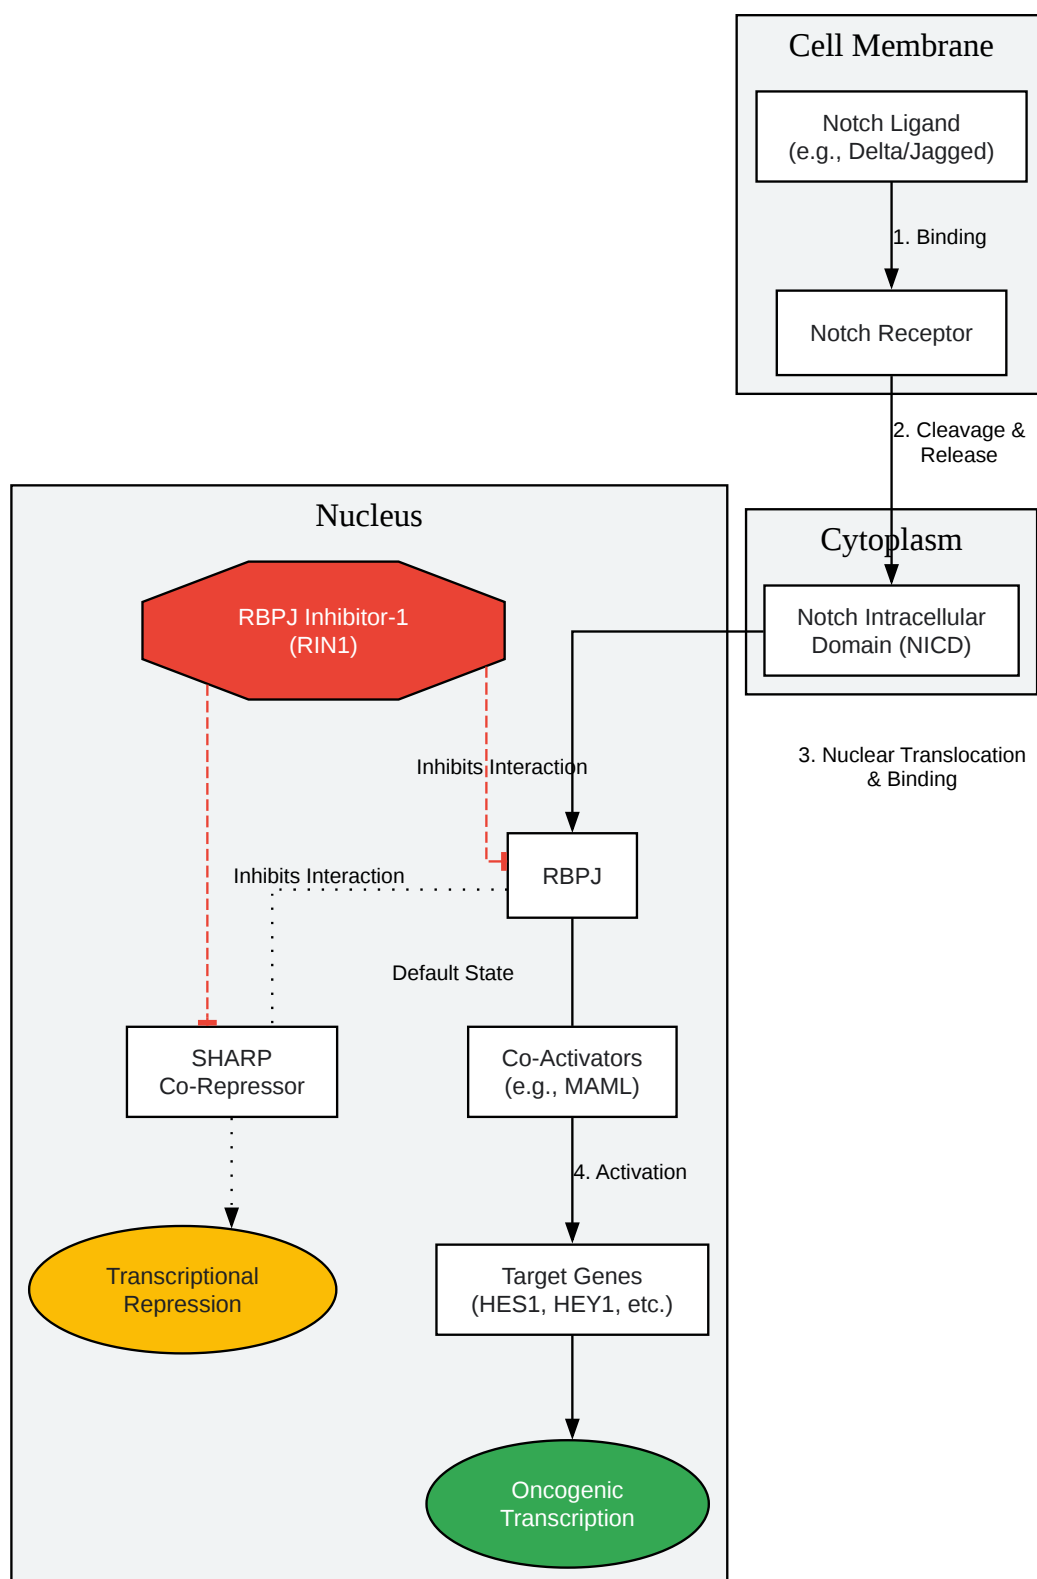 Cell Membrane
Notch Ligand
(e.g., Delta/Jagged)
1. Binding
Notch Receptor
2. Cleavage &
Release
Nucleus
Cytoplasm
RBPJ Inhibitor-1
(RIN1)
Notch Intracellular
Domain (NICD)
3. Nuclear Translocation
& Binding
Inhibits Interaction
Inhibits Interaction
RBPJ
Default State
SHARP
Co-Repressor
Co-Activators
(e.g., MAML)
4. Activation
Transcriptional
Repression
Target Genes
(HES1, HEY1, etc.)
Oncogenic
Transcription